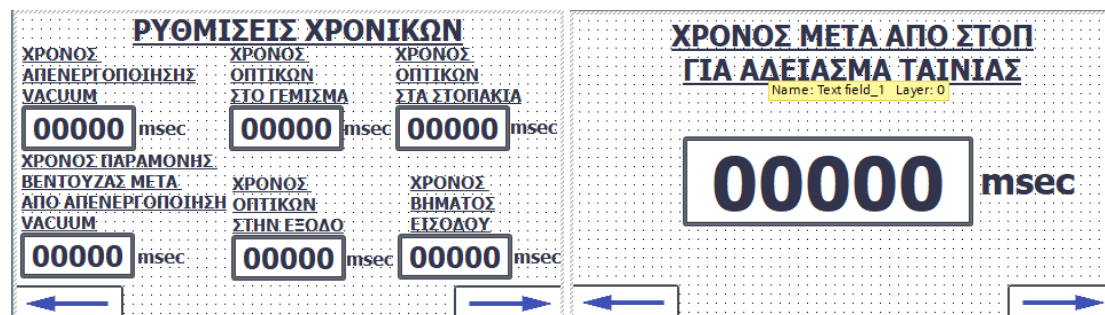 ΡΥΘΜΙΣΕΙΣ ΧΡΟΝΙΚΩΝ
ΧΡΟΝΟΣ
ΑΠΕΝΕΡΓΟΠΟΙΗΣΗΣ
VACUUM
00000 msec
ΧΡΟΝΟΣ
ΟΠΤΙΚΩΝ
ΣΤΟ ΓΕΜΙΣΜΑ
00000 msec
ΧΡΟΝΟΣ
ΟΠΤΙΚΩΝ
ΣΤΑ ΣΤΟΠΑΚΙΑ
00000 msec
ΧΡΟΝΟΣ ΠΑΡΑΜΟΝΗΣ
ΒΕΝΤΟΥΖΑΣ ΜΕΤΑ
ΑΠΟ ΑΠΕΝΕΡΓΟΠΟΙΗΣΗ
VACUUM
00000 msec
ΧΡΟΝΟΣ
ΟΠΤΙΚΩΝ
ΣΤΗΝ ΕΞΟΔΟ
00000 msec
ΧΡΟΝΟΣ
ΒΗΜΑΤΟΣ
ΕΙΣΟΔΟΥ
00000 msec
ΧΡΟΝΟΣ ΜΕΤΑ ΑΠΟ ΣΤΟΠ
ΓΙΑ ΑΔΕΙΑΣΜΑ ΤΑΙΝΙΑΣ
Name: Text field_1 Layer: 0
00000 msec